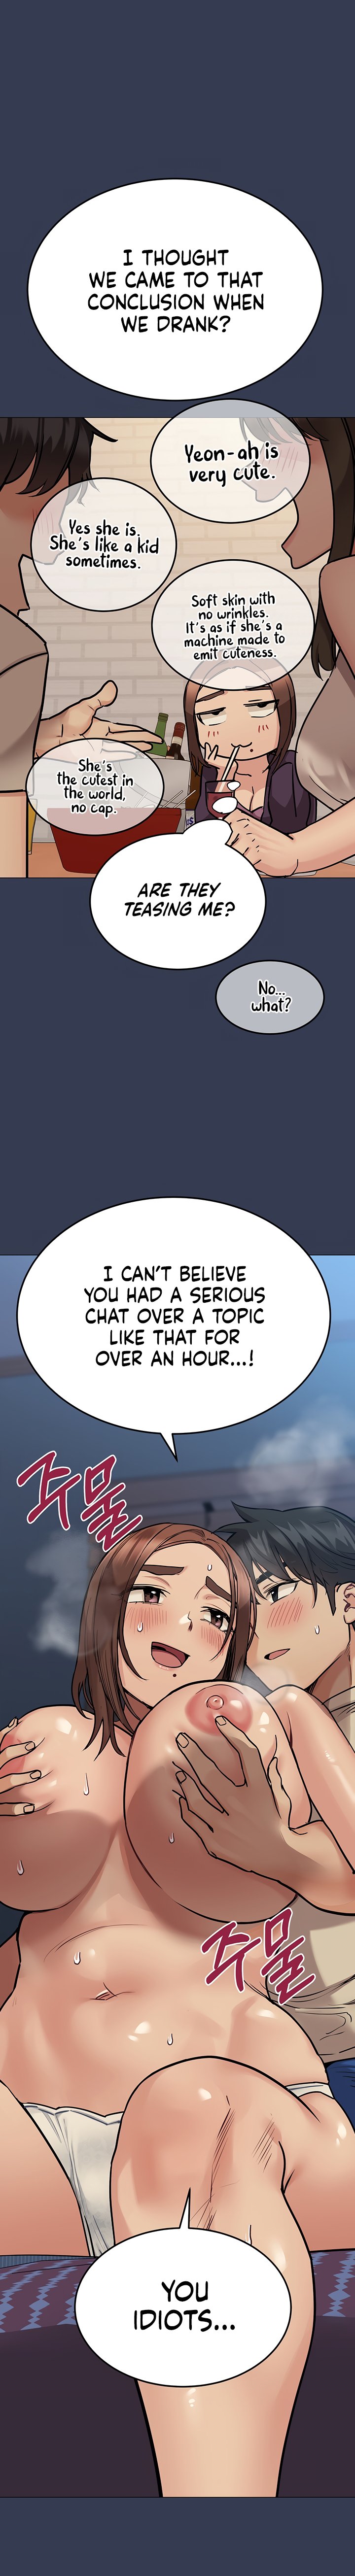 I THOUGHT
WE CAME TO THAT
CONCLUSION WHEN
WE DRANK?
Yeon-ah is
very cute.
Yes she is.
She's like a kid
sometimes.
Soft skin with
no wrinkles.
It's as if she's a
machine made to
emit cuteness.
She's
the cutest in
the world,
no cap.
ARE THEY
TEASING ME?
No...
what?
I CAN'T BELIEVE
YOU HAD A SERIOUS
CHAT OVER A TOPIC
LIKE THAT FOR
OVER AN HOUR...!
주물
주물
YOU
IDIOTS...